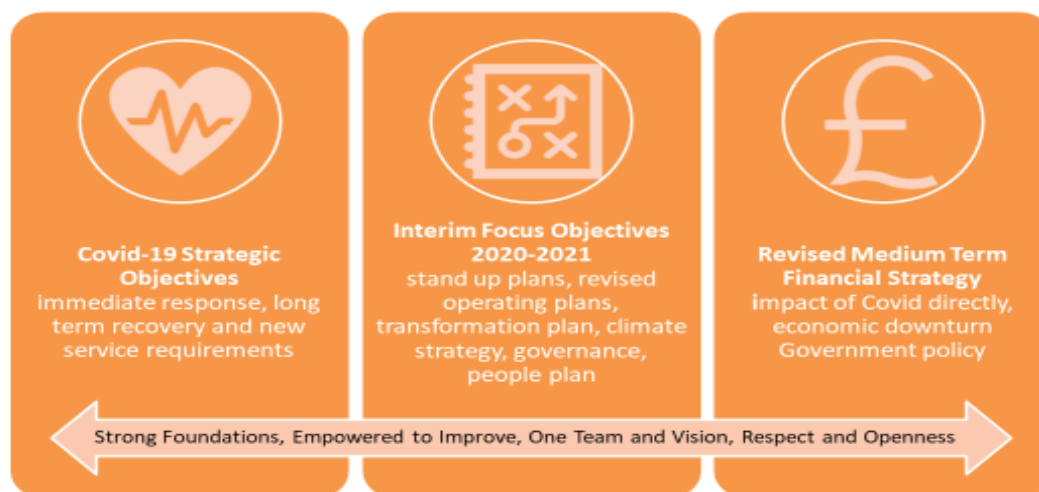 Covid-19 Strategic
Objectives
immediate response, long
term recovery and new
service requirements
Interim Focus Objectives
2020-2021
stand up plans, revised
operating plans,
transformation plan, climate
strategy, governance,
people plan
£
Revised Medium Term
Financial Strategy
impact of Covid directly,
economic downturn
Government policy
Strong Foundations, Empowered to Improve, One Team and Vision, Respect and Openness